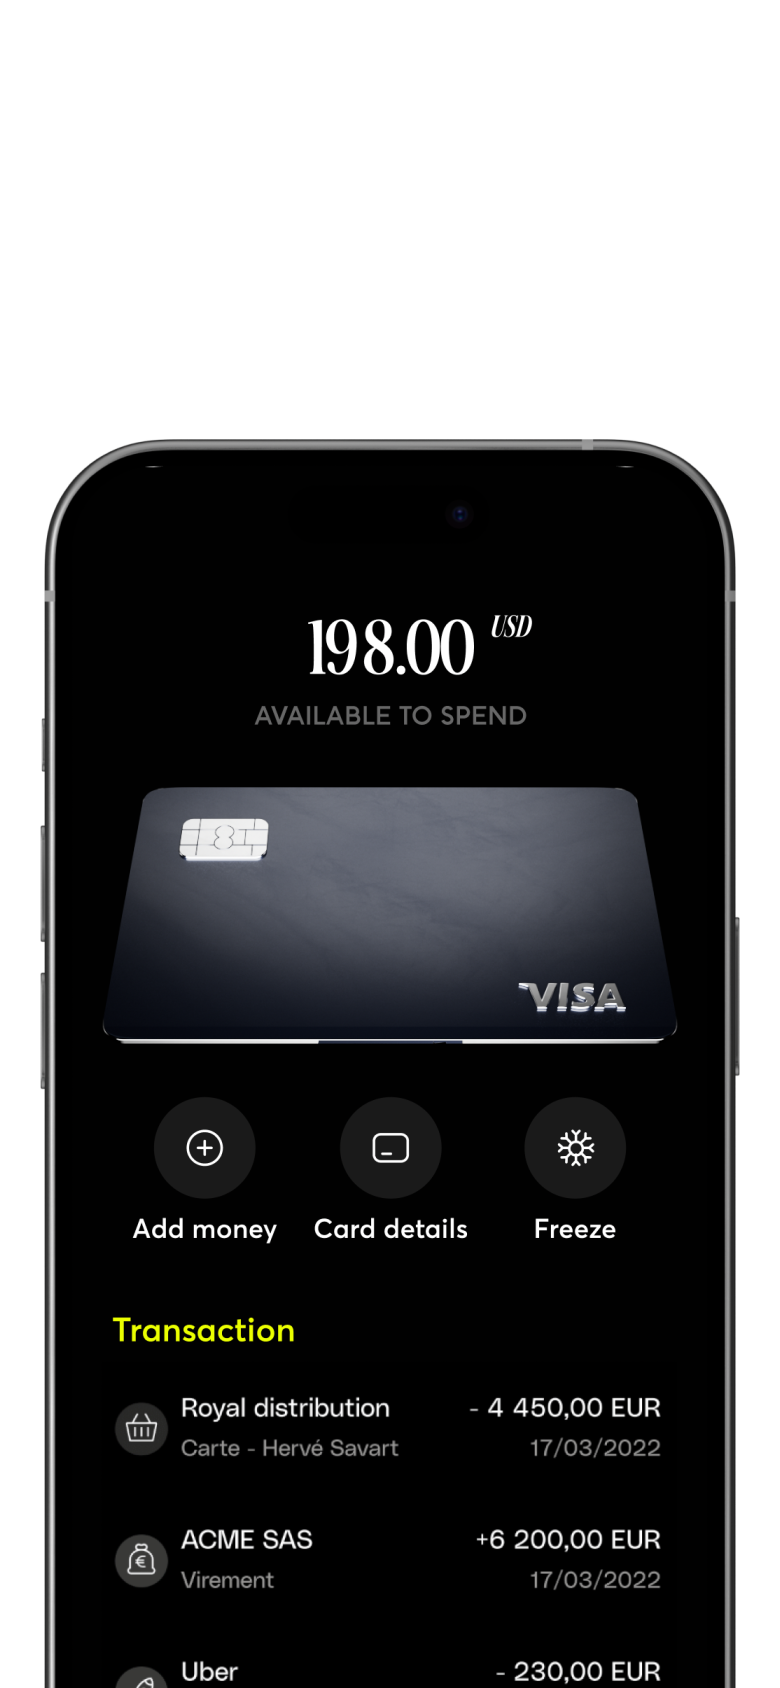 198.00 USD
AVAILABLE TO SPEND
VISA
Add money
Card details
Freeze
Transaction
Royal distribution - 4 450,00 EUR
Carte - Hervé Savart 17/03/2022
ACME SAS +6 200,00 EUR
Virement 17/03/2022
Uber - 230,00 EUR